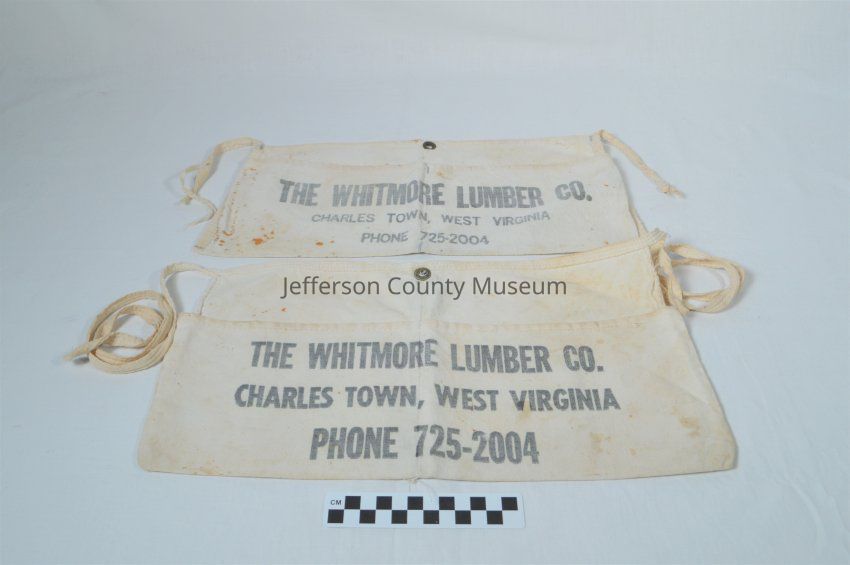 THE WHITMORE LUMBER CO.
CHARLES TOWN, WEST VIRGINIA
PHONE 725-2004
Jefferson County Museum
THE WHITMORE LUMBER CO.
CHARLES TOWN, WEST VIRGINIA
PHONE 725-2004
CM